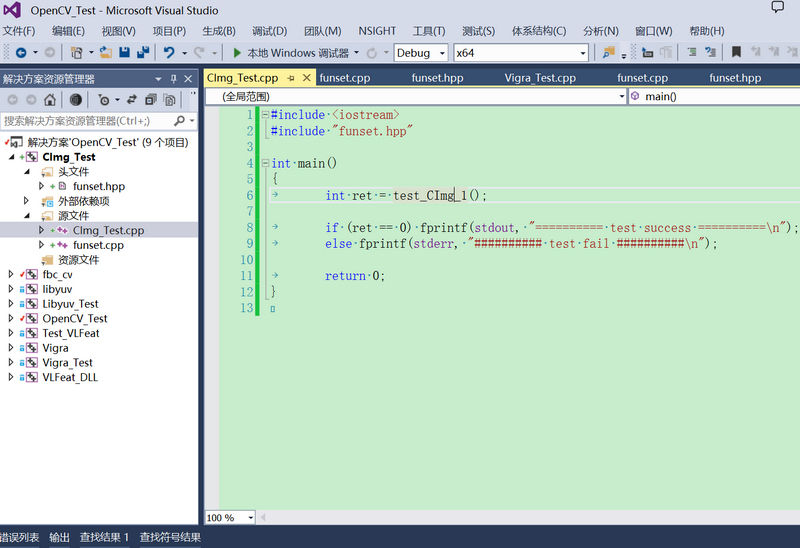 OpenCV_Test - Microsoft Visual Studio
文件(F) 编辑(E) 视图(V) 项目(P) 生成(B) 调试(D) 团队(M) NSIGHT 工具(T) 测试(S) 体系结构(C) 分析(N) 窗口(W) 帮助(H)
本地 Windows 调试器 Debug x64
解决方案资源管理器
搜索解决方案资源管理器(Ctrl+;)
解决方案'OpenCV_Test' (9 个项目)
CImg_Test
头文件
funset.hpp
外部依赖项
源文件
CImg_Test.cpp
funset.cpp
资源文件
fbc_cv
libyuv
Libyuv_Test
OpenCV_Test
Test_VLFeat
Vigra
Vigra_Test
VLFeat_DLL
CImg_Test.cpp funset.cpp funset.hpp Vigra_Test.cpp funset.cpp funset.hpp
(全局范围) main()
1 #include <iostream>
2 #include "funset.hpp"
3
4 int main()
5 {
6 int ret = test_CImg_1();
7
8 if (ret == 0) fprintf(stdout, "========== test success ==========\n");
9 else fprintf(stderr, "########## test fail ##########\n");
10
11 return 0;
12 }
13
100 %
错误列表 输出 查找结果 1 查找符号结果